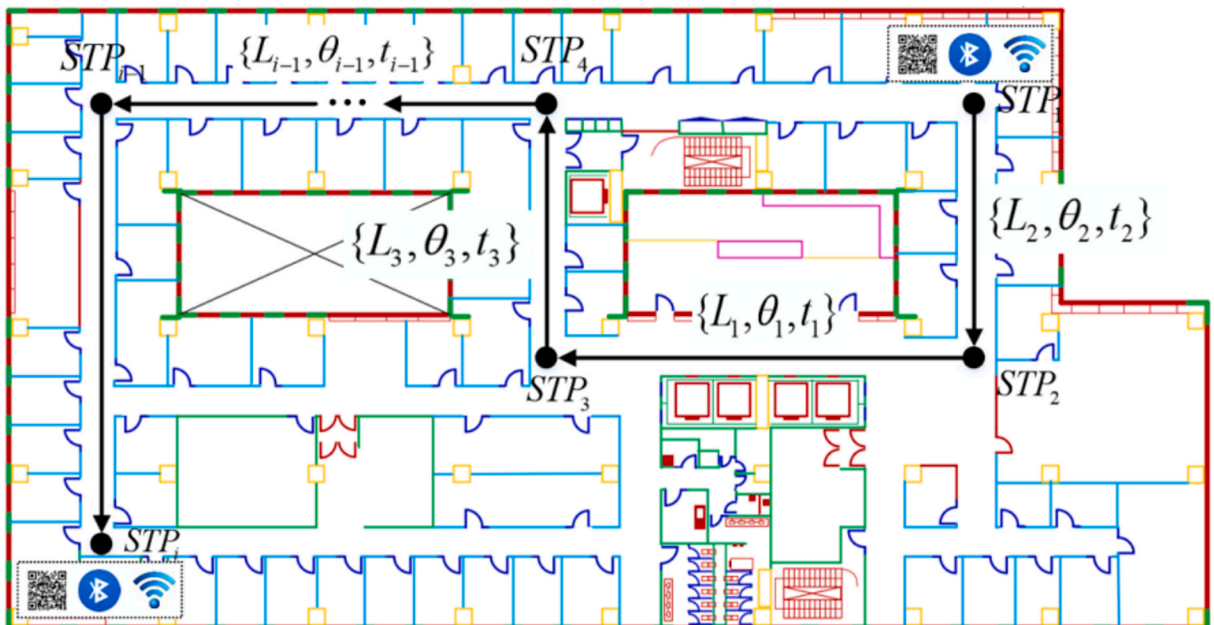 STP_{i-1}
{L_{i-1}, θ_{i-1}, t_{i-1}}
STP_4
STP_1
{L_2, θ_2, t_2}
{L_3, θ_3, t_3}
{L_1, θ_1, t_1}
STP_3
STP_2
STP_i